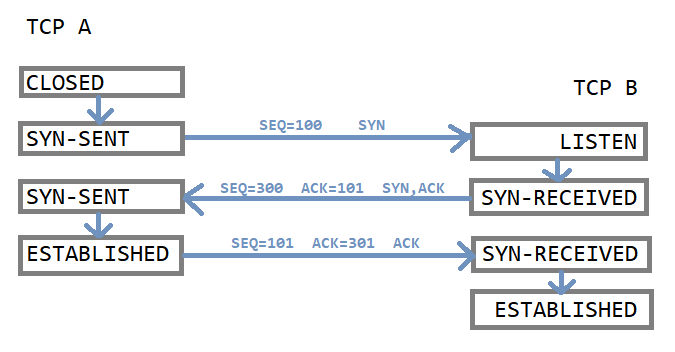 TCP A
CLOSED
TCP B
SEQ=100 SYN
SYN-SENT
LISTEN
SYN-SENT
SEQ=300 ACK=101 SYN,ACK
SYN-RECEIVED
ESTABLISHED
SEQ=101 ACK=301 ACK
SYN-RECEIVED
ESTABLISHED